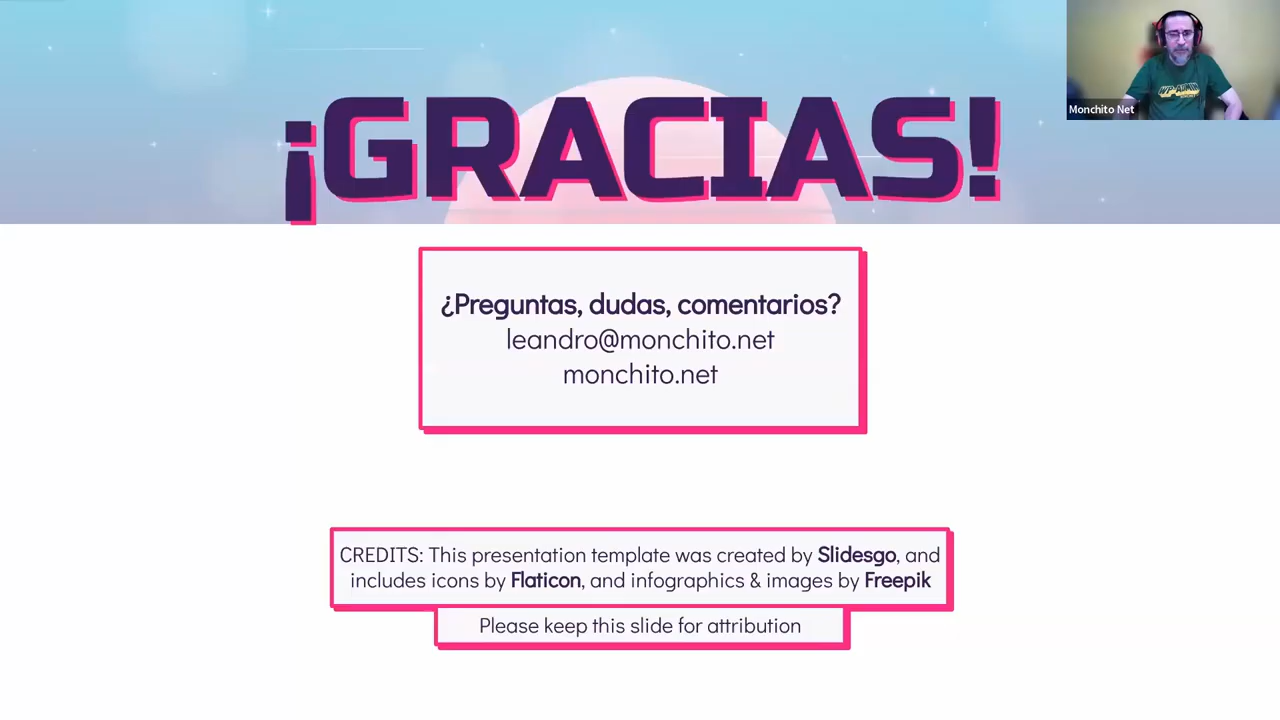 ¡GRACIAS!
Monchito Net
¿Preguntas, dudas, comentarios?
leandro@monchito.net
monchito.net
CREDITS: This presentation template was created by Slidesgo, and
includes icons by Flaticon, and infographics & images by Freepik
Please keep this slide for attribution